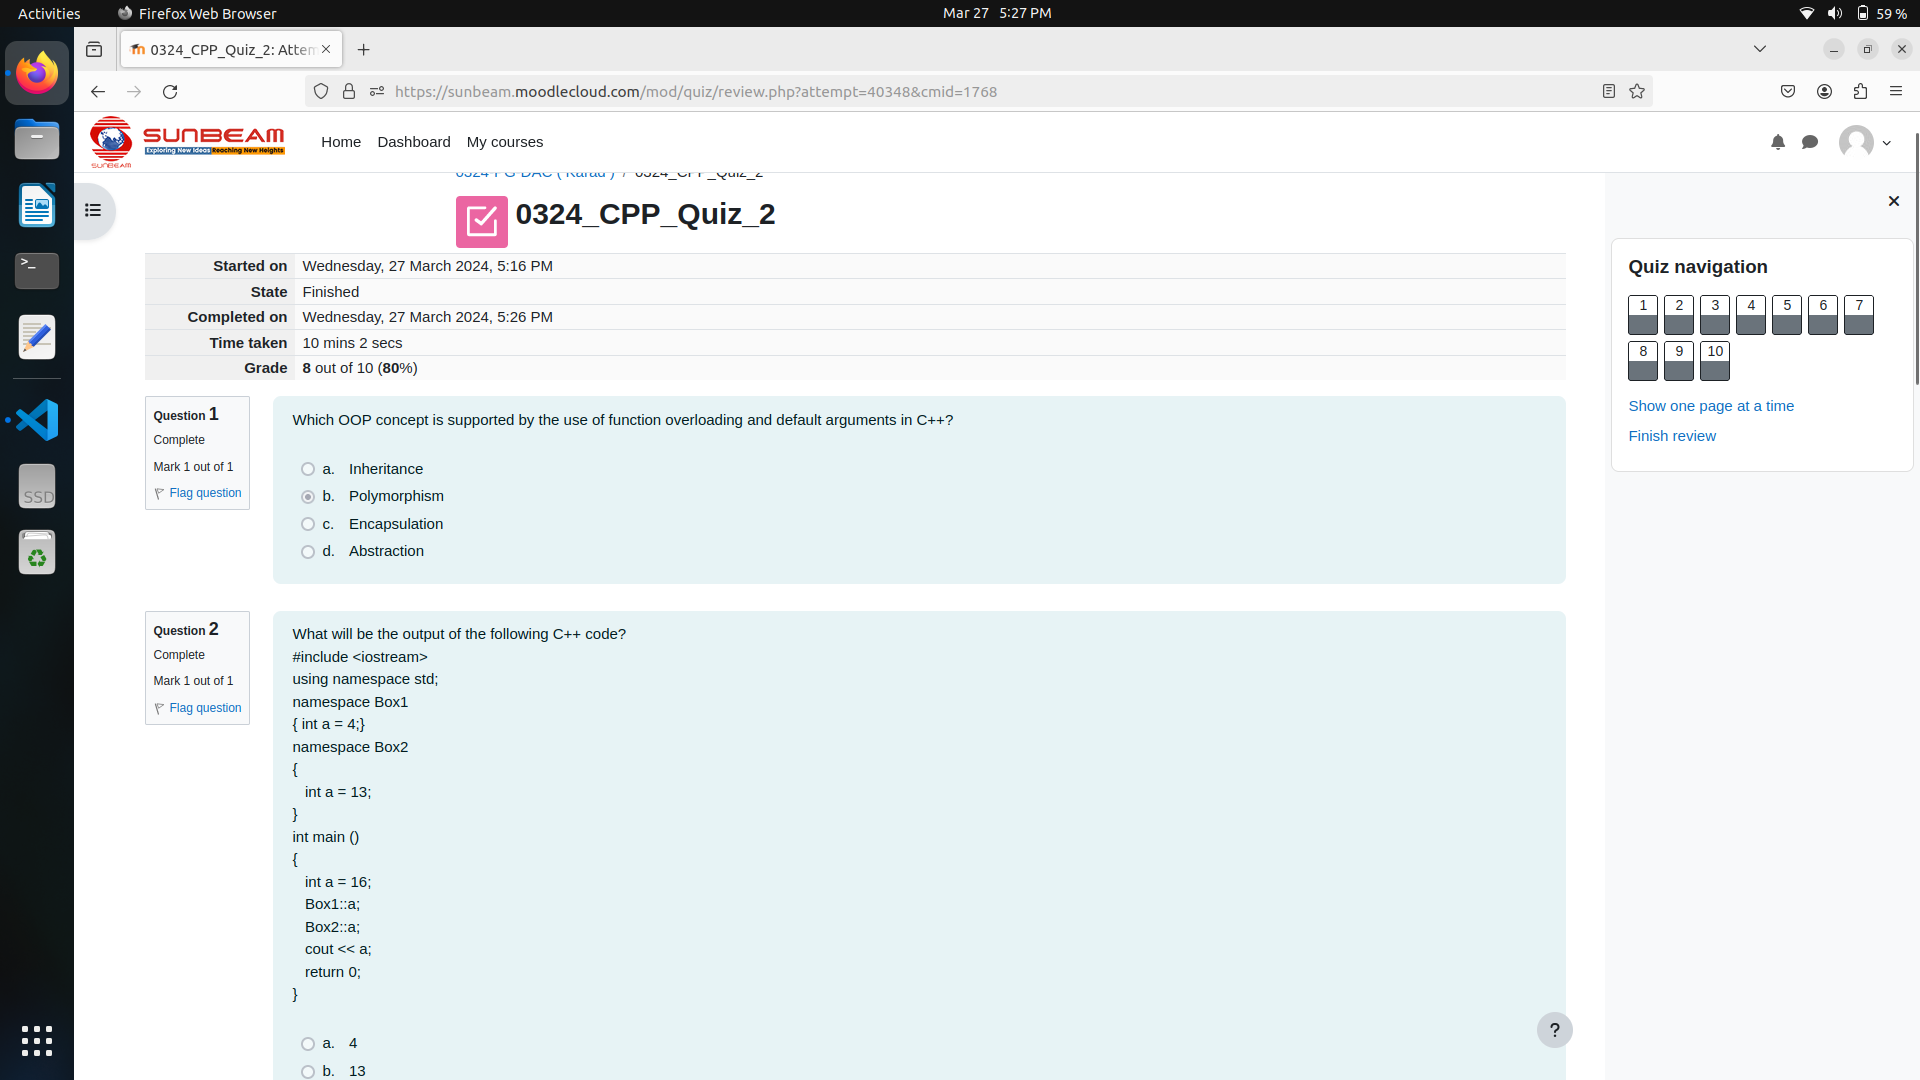 Activities
Firefox Web Browser
Mar 27 5:27 PM
59 %
0324_CPP_Quiz_2: Attem
https://sunbeam.moodlecloud.com/mod/quiz/review.php?attempt=40348&cmid=1768
SUNBEAM
Exploring New Ideas Reaching New Heights
SUNBEAM
Home
Dashboard
My courses
0324-PG-DAC ( Karad ) / 0324_CPP_Quiz_2
0324_CPP_Quiz_2
Started on Wednesday, 27 March 2024, 5:16 PM
State Finished
Completed on Wednesday, 27 March 2024, 5:26 PM
Time taken 10 mins 2 secs
Grade 8 out of 10 (80%)
Question 1
Complete
Mark 1 out of 1
Flag question
Which OOP concept is supported by the use of function overloading and default arguments in C++?
a. Inheritance
b. Polymorphism
c. Encapsulation
d. Abstraction
Question 2
Complete
Mark 1 out of 1
Flag question
What will be the output of the following C++ code?
#include <iostream>
using namespace std;
namespace Box1
{ int a = 4;}
namespace Box2
{
int a = 13;
}
int main ()
{
int a = 16;
Box1::a;
Box2::a;
cout << a;
return 0;
}
a. 4
b. 13
Quiz navigation
1 2 3 4 5 6 7
8 9 10
Show one page at a time
Finish review
?
>_
SSD